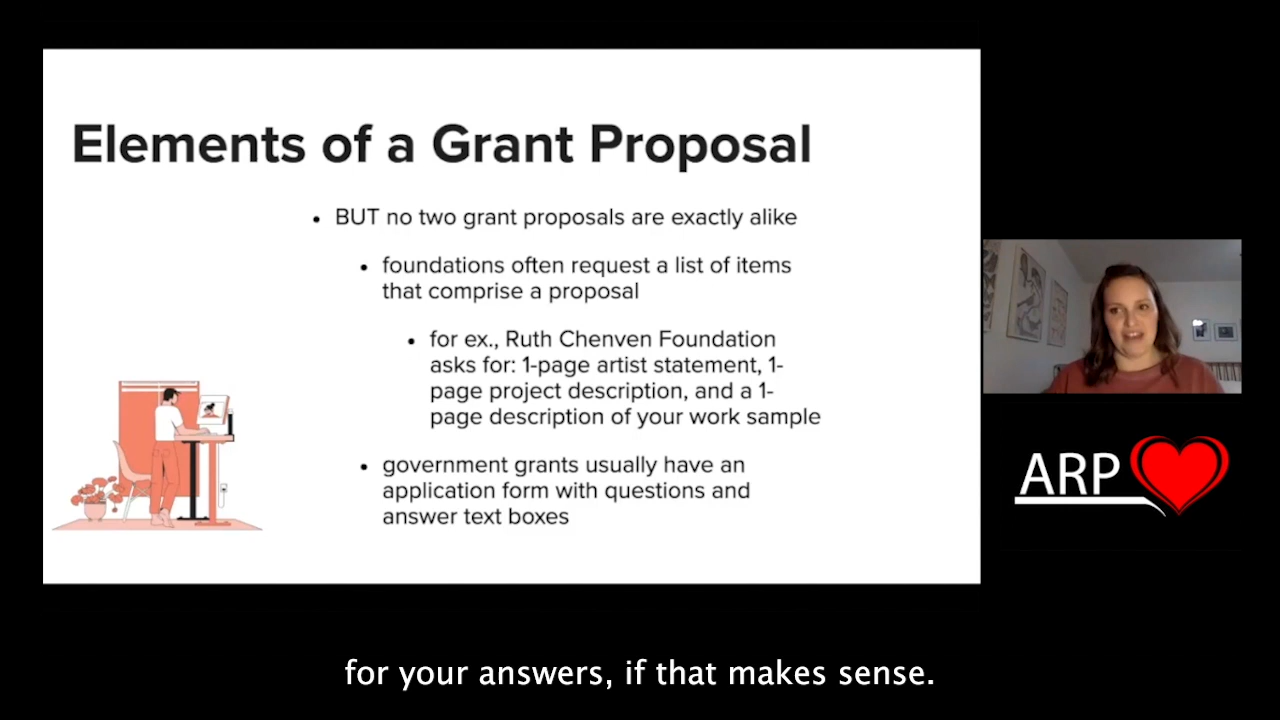 Elements of a Grant Proposal
• BUT no two grant proposals are exactly alike
• foundations often request a list of items
that comprise a proposal
• for ex., Ruth Chenven Foundation
asks for: 1-page artist statement, 1-
page project description, and a 1-
page description of your work sample
• government grants usually have an
application form with questions and
answer text boxes
ARP
for your answers, if that makes sense.